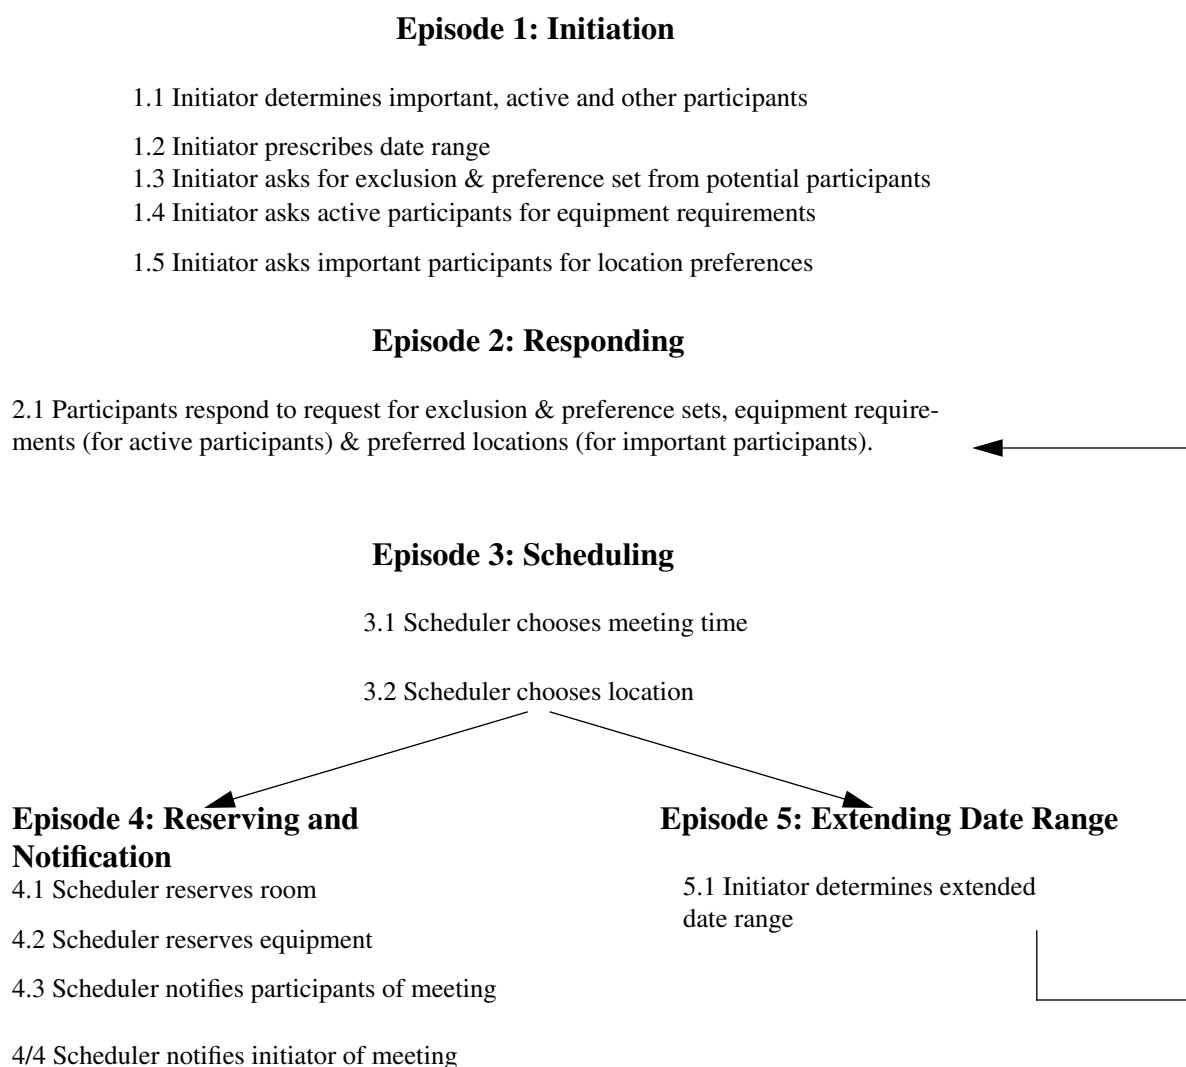 Episode 1: Initiation
1.1 Initiator determines important, active and other participants
1.2 Initiator prescribes date range
1.3 Initiator asks for exclusion & preference set from potential participants
1.4 Initiator asks active participants for equipment requirements
1.5 Initiator asks important participants for location preferences
Episode 2: Responding
2.1 Participants respond to request for exclusion & preference sets, equipment require-
ments (for active participants) & preferred locations (for important participants).
Episode 3: Scheduling
3.1 Scheduler chooses meeting time
3.2 Scheduler chooses location
Episode 4: Reserving and
Notification
4.1 Scheduler reserves room
4.2 Scheduler reserves equipment
4.3 Scheduler notifies participants of meeting
4/4 Scheduler notifies initiator of meeting
Episode 5: Extending Date Range
5.1 Initiator determines extended
date range